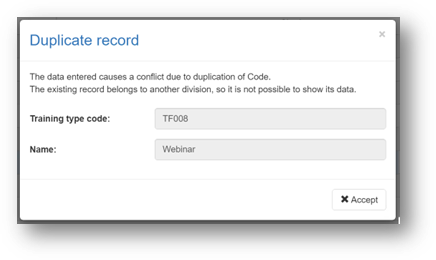 Duplicate record
×
The data entered causes a conflict due to duplication of Code.
The existing record belongs to another division, so it is not possible to show its data.
Training type code: TF008
Name: Webinar
✖ Accept